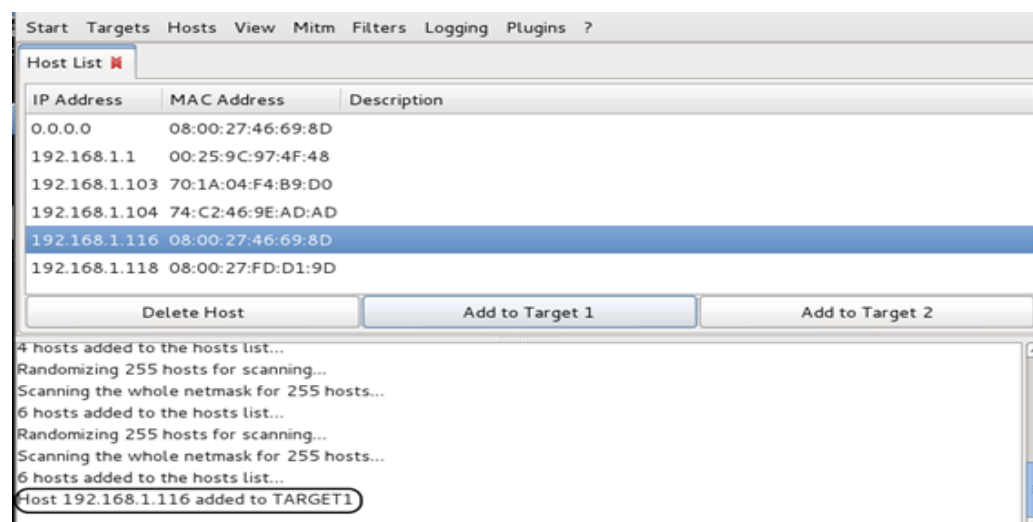 Start Targets Hosts View Mitm Filters Logging Plugins ?
Host List
IP Address MAC Address Description
0.0.0.0 08:00:27:46:69:8D
192.168.1.1 00:25:9C:97:4F:48
192.168.1.103 70:1A:04:F4:B9:D0
192.168.1.104 74:C2:46:9E:AD:AD
192.168.1.116 08:00:27:46:69:8D
192.168.1.118 08:00:27:FD:D1:9D
Delete Host Add to Target 1 Add to Target 2
4 hosts added to the hosts list...
Randomizing 255 hosts for scanning...
Scanning the whole netmask for 255 hosts...
6 hosts added to the hosts list...
Randomizing 255 hosts for scanning...
Scanning the whole netmask for 255 hosts...
6 hosts added to the hosts list...
Host 192.168.1.116 added to TARGET1